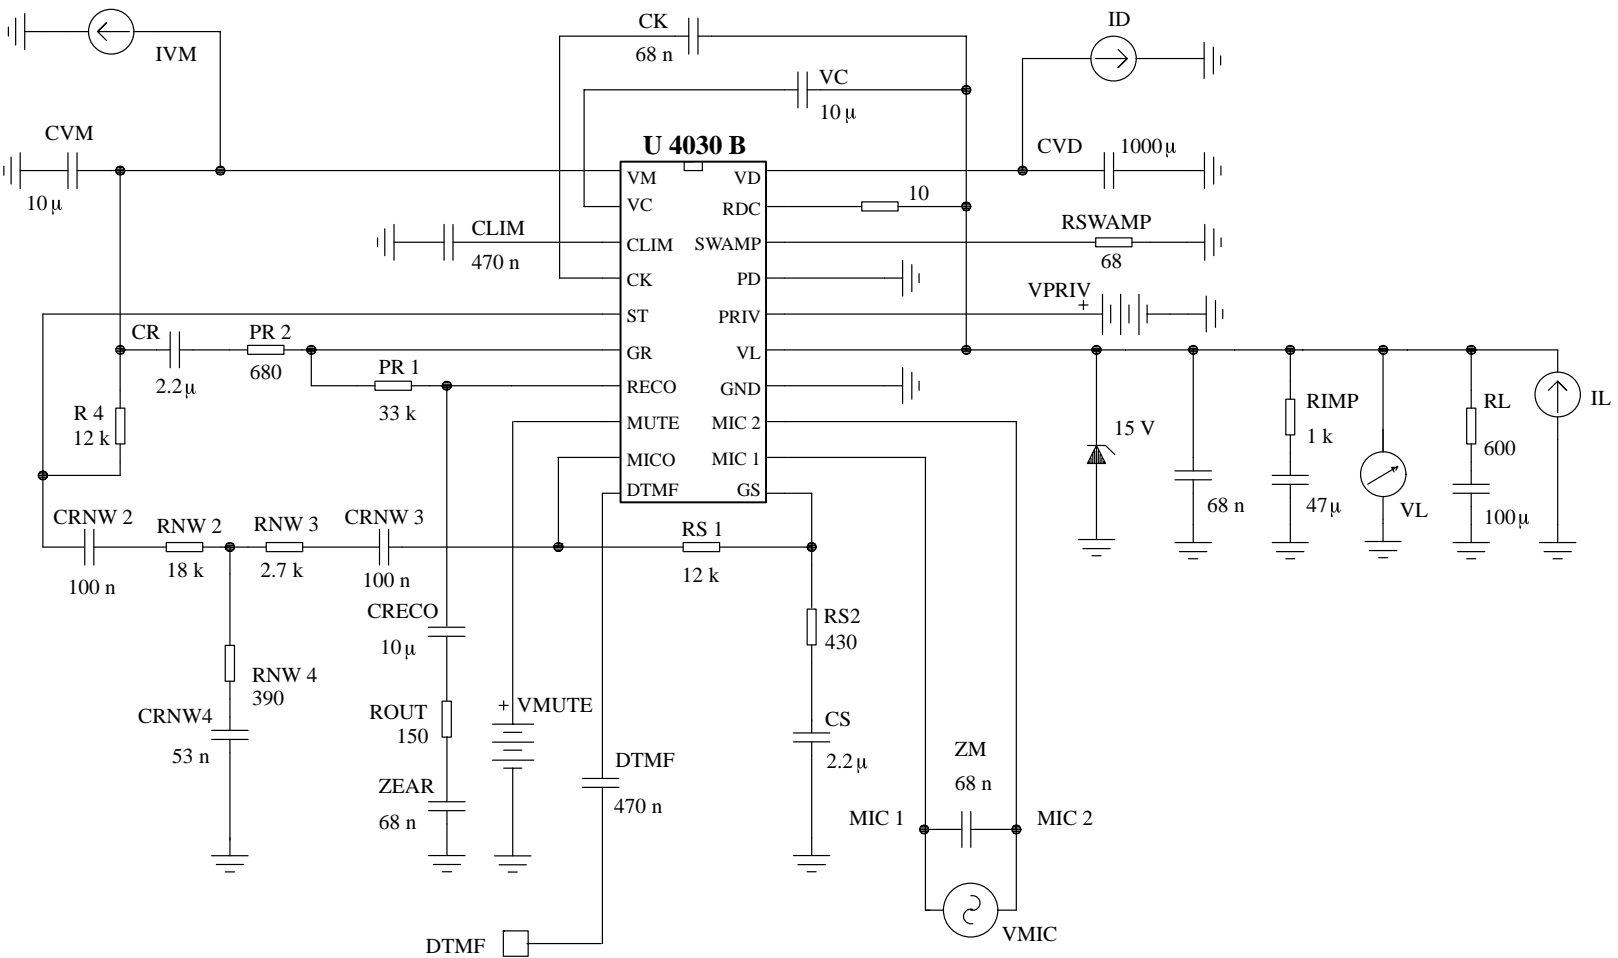 CK
68 n
ID
IVM
VC
10 µ
CVM
10 µ
U 4030 B
CVD
1000 µ
VM
VD
VC
RDC
10
CLIM
470 n
CLIM
SWAMP
RSWAMP
68
CK
PD
VPRIV
+
ST
PRIV
CR
2.2 µ
PR 2
680
GR
VL
PR 1
33 k
RECO
GND
R 4
12 k
MUTE
MIC 2
MICO
MIC 1
DTMF
GS
15 V
68 n
RIMP
1 k
47 µ
VL
RL
600
100 µ
IL
CRNW 2
100 n
RNW 2
18 k
RNW 3
2.7 k
CRNW 3
100 n
RS 1
12 k
CRECO
10 µ
RS2
430
RNW 4
390
CRNW4
53 n
ROUT
150
+ VMUTE
CS
2.2 µ
ZEAR
68 n
DTMF
470 n
ZM
68 n
MIC 1
MIC 2
VMIC
DTMF